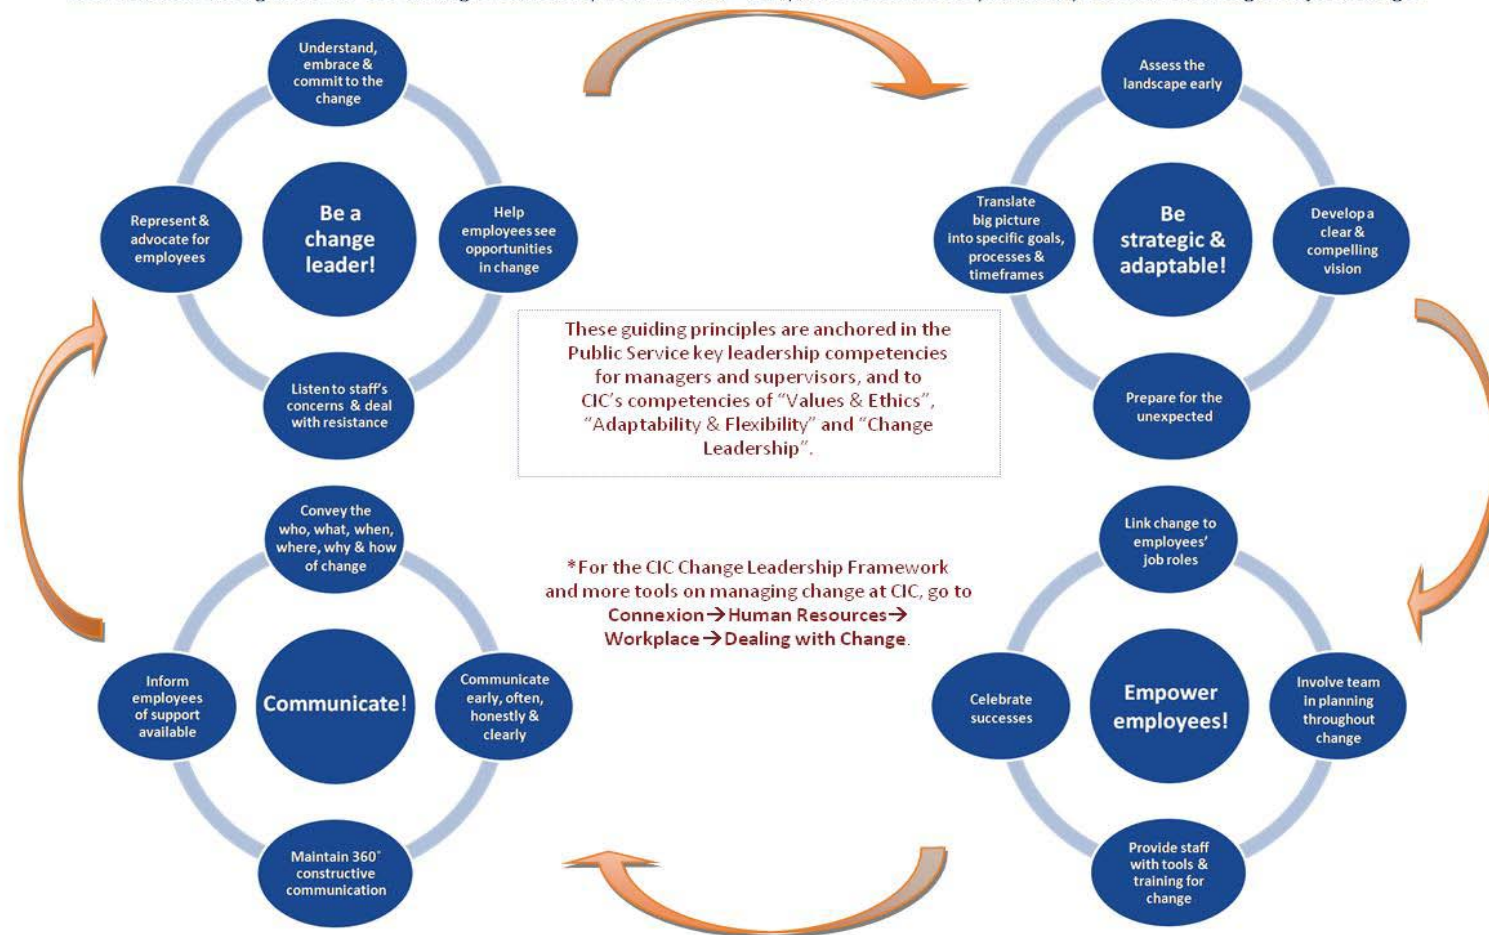 Understand,
embrace &
commit to the
change
Represent &
advocate for
employees
Be a
change
leader!
Help
employees see
opportunities
in change
Listen to staff's
concerns & deal
with resistance
Assess the
landscape early
Translate
big picture
into specific goals,
processes &
timeframes
Be
strategic &
adaptable!
Develop a
clear &
compelling
vision
Prepare for the
unexpected
These guiding principles are anchored in the
Public Service key leadership competencies
for managers and supervisors, and to
CIC's competencies of “Values & Ethics”,
“Adaptability & Flexibility” and “Change
Leadership”.
*For the CIC Change Leadership Framework
and more tools on managing change at CIC, go to
Connexion→Human Resources→
Workplace→Dealing with Change.
Convey the
who, what, when,
where, why & how
of change
Inform
employees
of support
available
Communicate!
Communicate
early, often,
honestly &
clearly
Maintain 360°
constructive
communication
Link change to
employees'
job roles
Celebrate
successes
Empower
employees!
Involve team
in planning
throughout
change
Provide staff
with tools &
training for
change